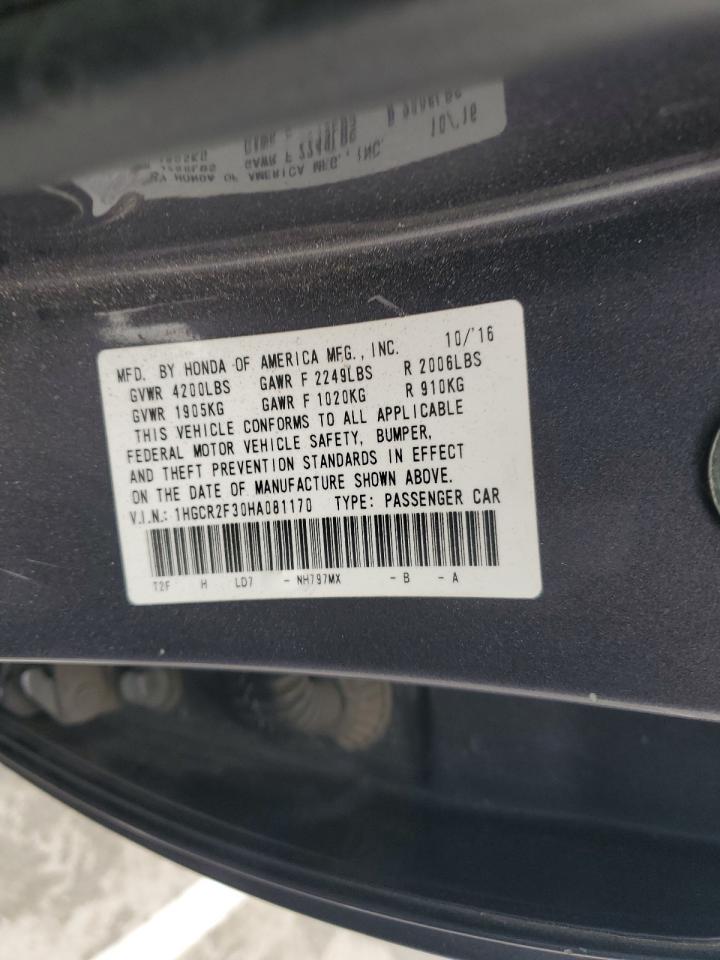 MFD. BY HONDA OF AMERICA MFG., INC. 10/'16
GVWR 4200LBS GAWR F 2249LBS R 2006LBS
GVWR 1905KG GAWR F 1020KG R 910KG
THIS VEHICLE CONFORMS TO ALL APPLICABLE
FEDERAL MOTOR VEHICLE SAFETY, BUMPER,
AND THEFT PREVENTION STANDARDS IN EFFECT
ON THE DATE OF MANUFACTURE SHOWN ABOVE.
V.I.N.: 1HGCR2F30HA081170 TYPE: PASSENGER CAR
T2F H LD7 - NH797MX - B - A